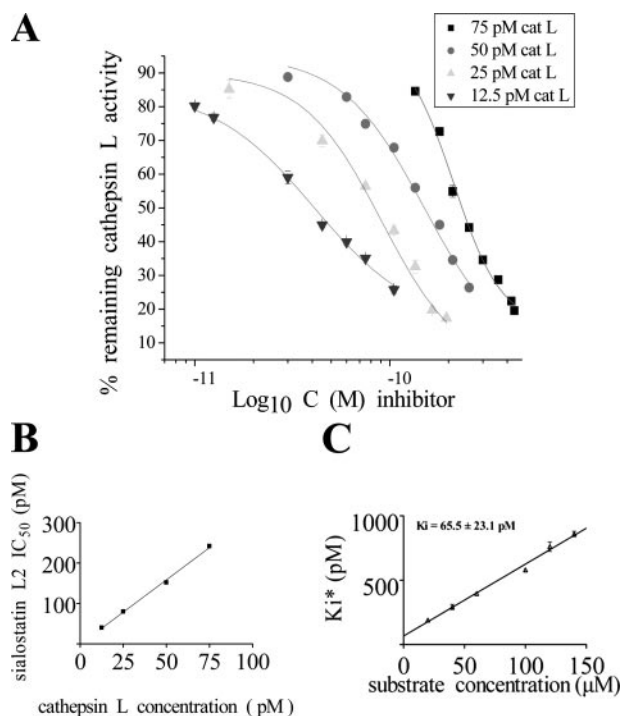 A
75 pM cat L
50 pM cat L
25 pM cat L
12.5 pM cat L
% remaining cathepsin L activity
90
80
70
60
50
40
30
20
10
-11
-10
Log10 C (M) inhibitor
B
sialostatin L2 IC50 (pM)
300
200
100
0
25
50
75
100
cathepsin L concentration ( pM)
C
Ki = 65.5 ± 23.1 pM
Ki* (pM)
1000
500
0
50
100
150
substrate concentration(μM)